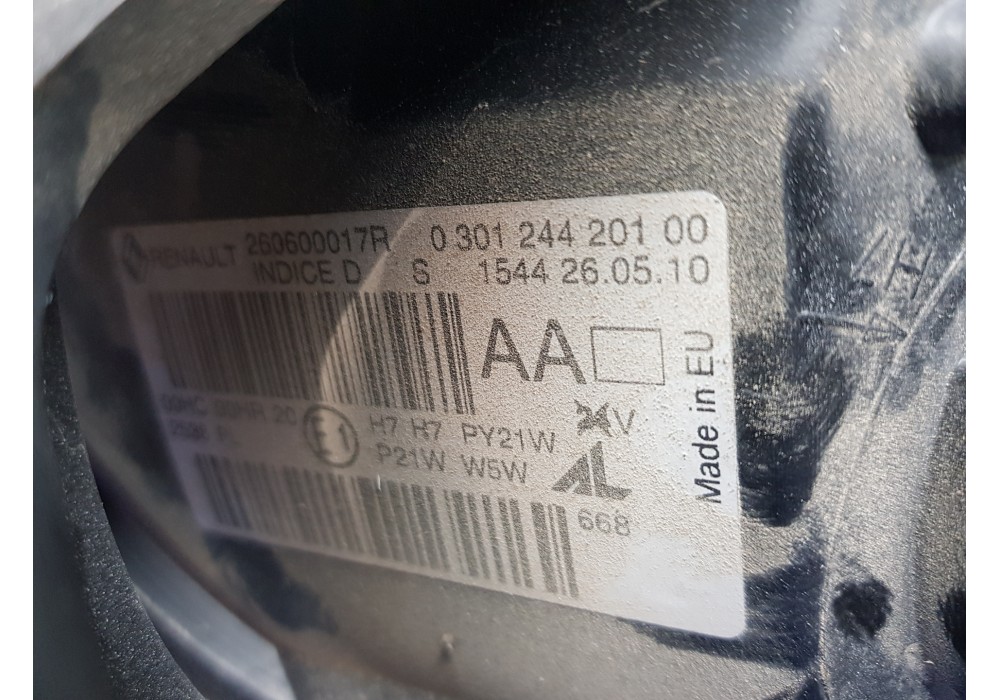 RENAULT 260600017R 0 301 244 201 00
INDICE D S 1544 26.05.10
AA
Made in EU
E1 H7 H7 PY21W
P21W W5W AL
668